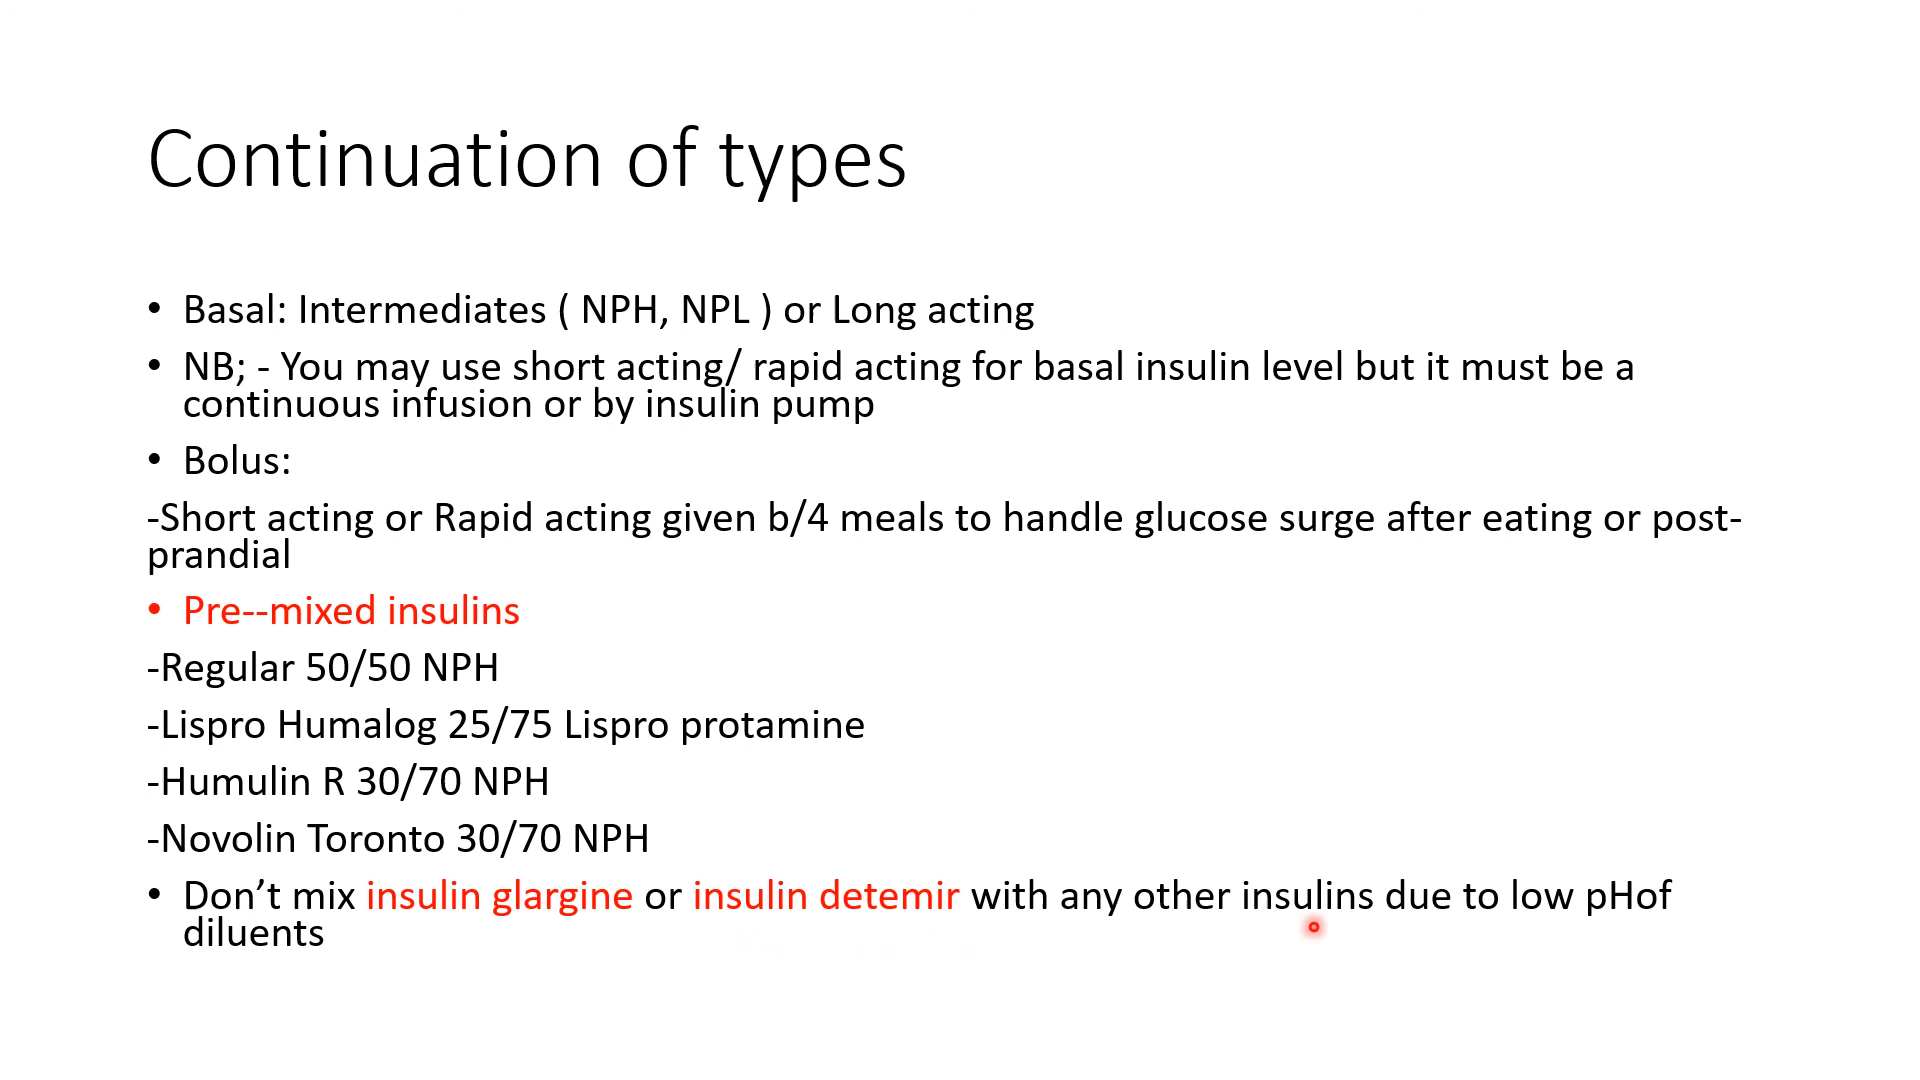 Continuation of types
• Basal: Intermediates ( NPH, NPL ) or Long acting
• NB; - You may use short acting/ rapid acting for basal insulin level but it must be a
continuous infusion or by insulin pump
• Bolus:
-Short acting or Rapid acting given b/4 meals to handle glucose surge after eating or post-
prandial
• Pre--mixed insulins
-Regular 50/50 NPH
-Lispro Humalog 25/75 Lispro protamine
-Humulin R 30/70 NPH
-Novolin Toronto 30/70 NPH
• Don’t mix insulin glargine or insulin detemir with any other insulins due to low pHof
diluents